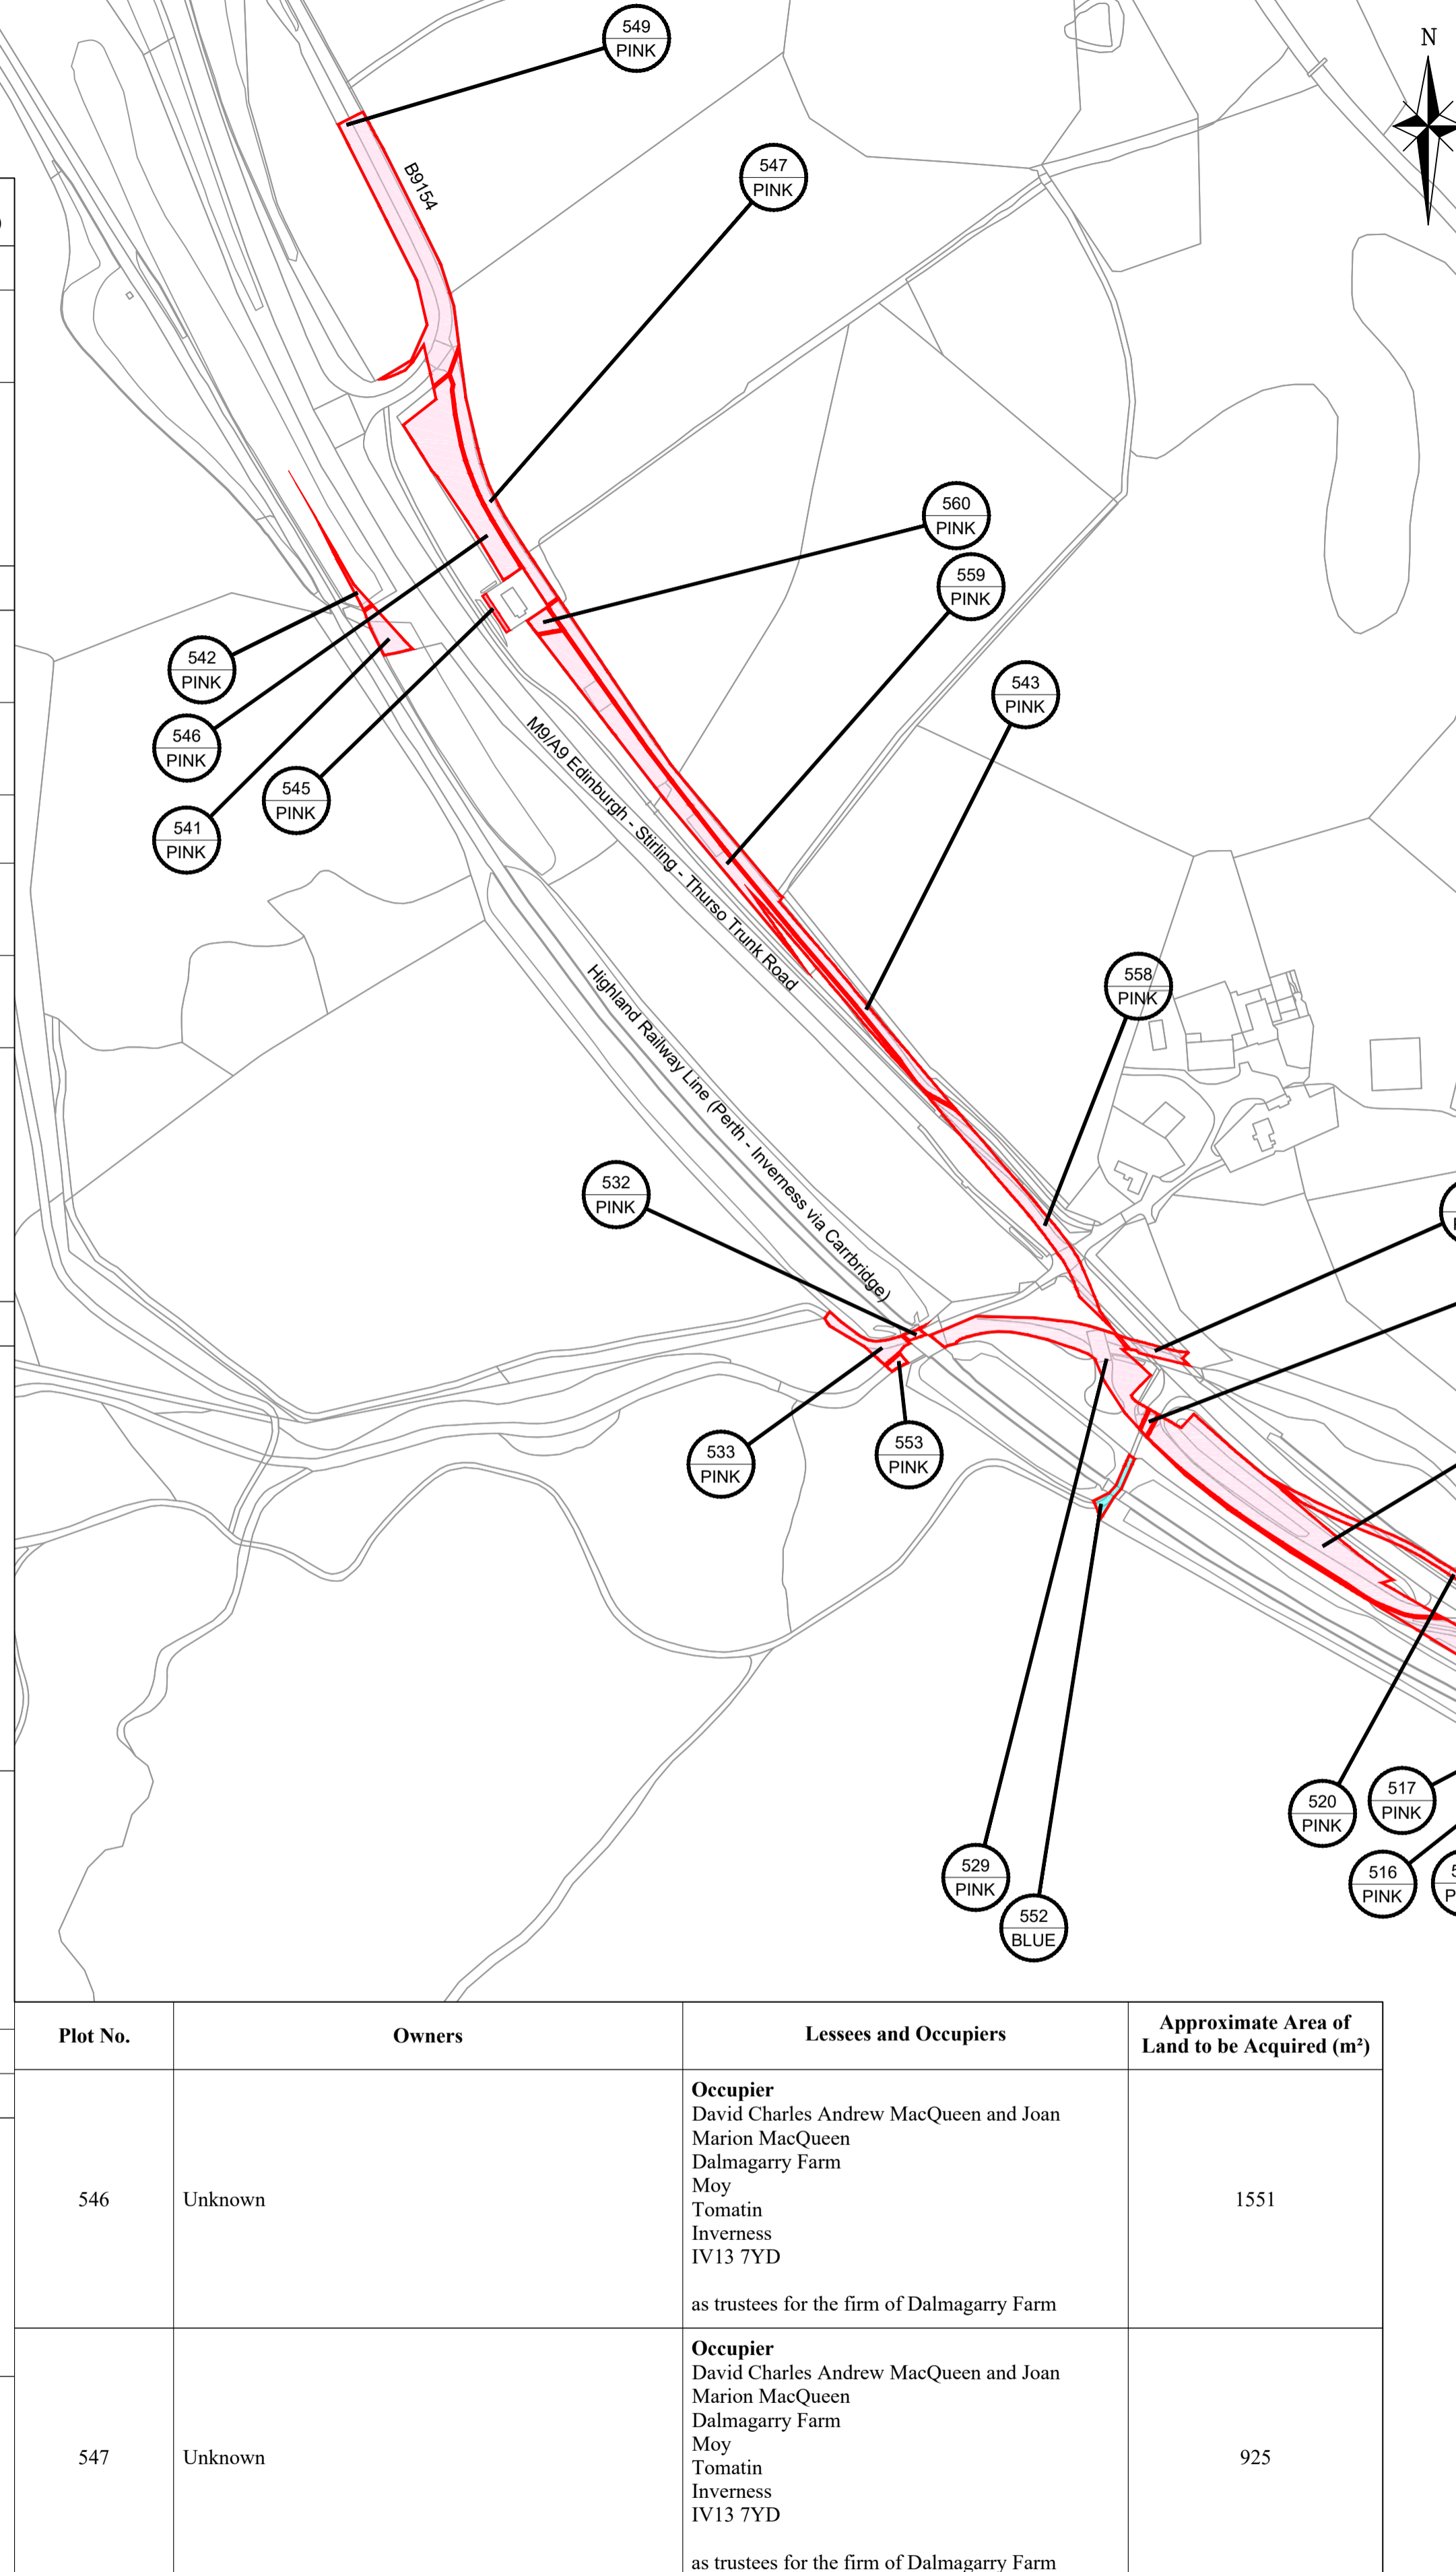 549
PINK
N
547
PINK
B9154
560
PINK
559
PINK
542
PINK
543
PINK
546
PINK
545
PINK
541
PINK
M9/A9 Edinburgh - Stirling - Thurso Trunk Road
558
PINK
Highland Railway Line (Perth - Inverness via Carrbridge)
532
PINK
533
PINK
553
PINK
520
PINK
517
PINK
529
PINK
516
PINK
552
BLUE
Plot No.
Owners
Lessees and Occupiers
Approximate Area of
Land to be Acquired (m²)
546
Unknown
Occupier
David Charles Andrew MacQueen and Joan
Marion MacQueen
Dalmagarry Farm
Moy
Tomatin
Inverness
IV13 7YD
as trustees for the firm of Dalmagarry Farm
1551
547
Unknown
Occupier
David Charles Andrew MacQueen and Joan
Marion MacQueen
Dalmagarry Farm
Moy
Tomatin
Inverness
IV13 7YD
as trustees for the firm of Dalmagarry Farm
925